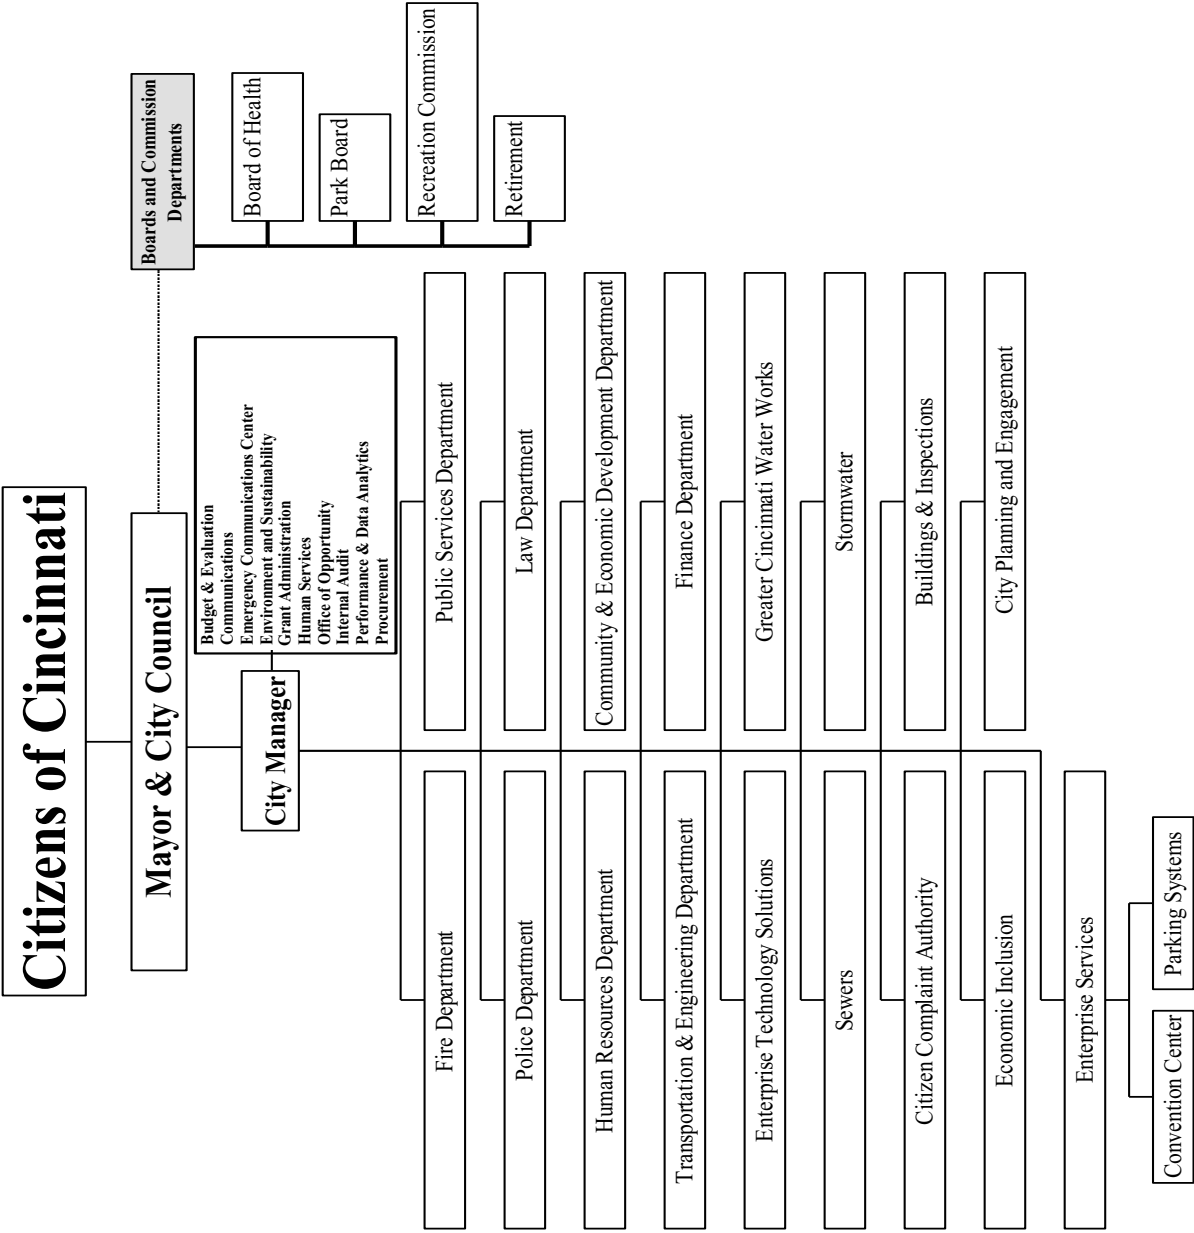 Citizens of Cincinnati
Mayor & City Council
Boards and Commission
Departments
Board of Health
Park Board
Recreation Commission
Retirement
City Manager
Budget & Evaluation
Communications
Emergency Communications Center
Environment and Sustainability
Grant Administration
Human Services
Office of Opportunity
Internal Audit
Performance & Data Analytics
Procurement
Fire Department
Public Services Department
Police Department
Law Department
Human Resources Department
Community & Economic Development Department
Transportation & Engineering Department
Finance Department
Enterprise Technology Solutions
Greater Cincinnati Water Works
Sewers
Stormwater
Citizen Complaint Authority
Buildings & Inspections
Economic Inclusion
City Planning and Engagement
Enterprise Services
Convention Center
Parking Systems